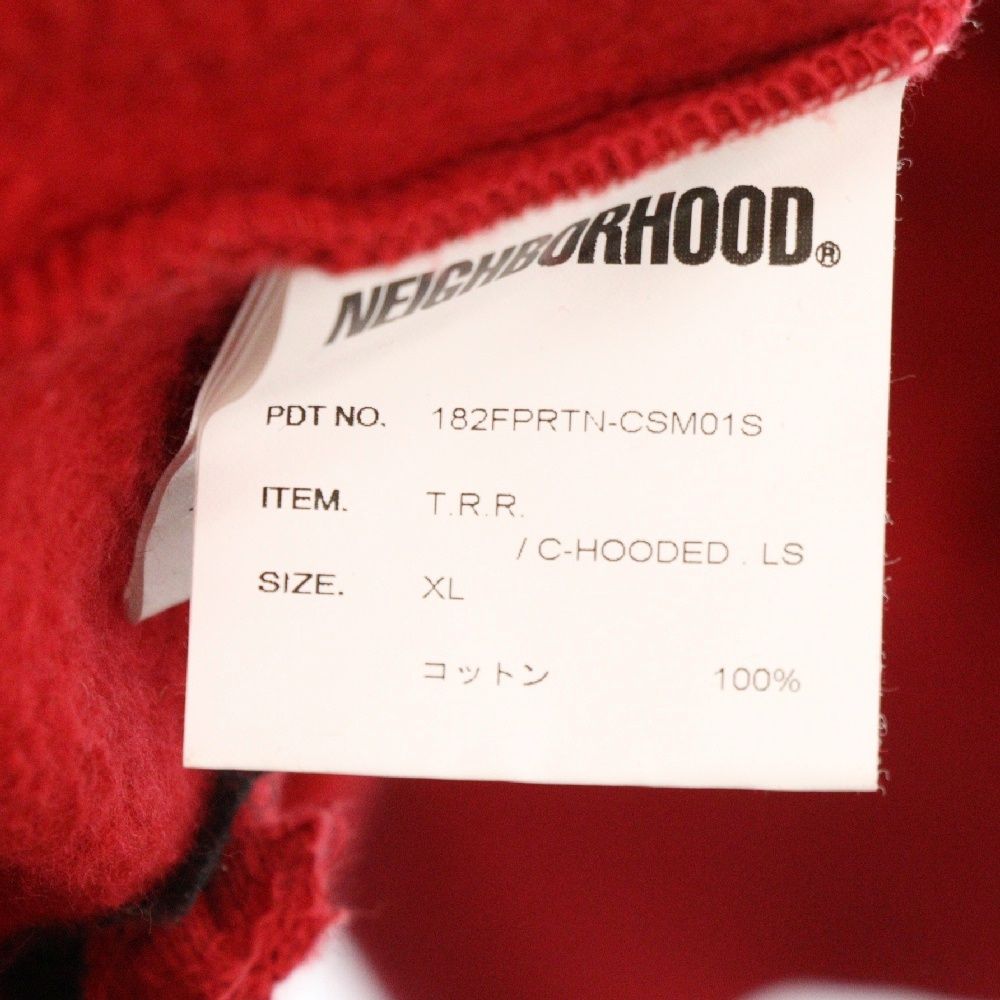 NEIGHBORHOOD®
PDT NO. 182FPRTN-CSM01S
ITEM. T.R.R.
/ C-HOODED . LS
SIZE. XL
コットン 100%